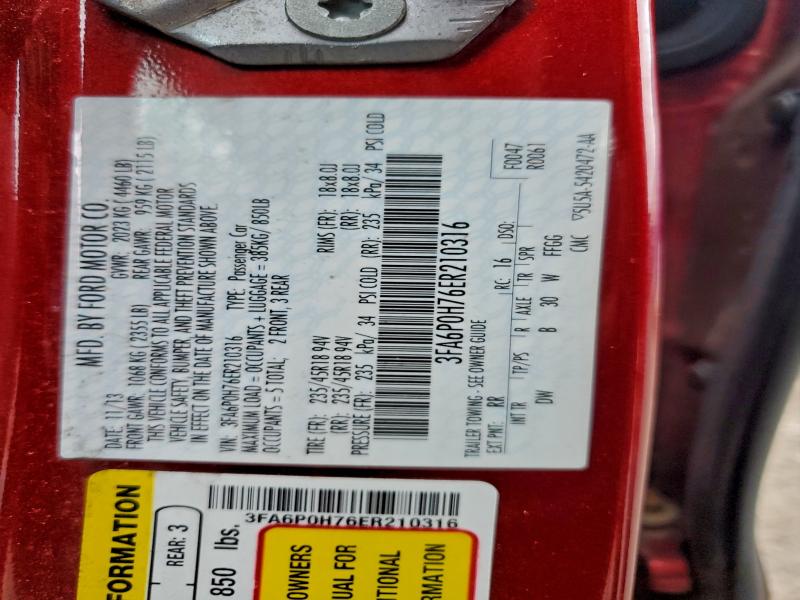 MFD. BY FORD MOTOR CO.
DATE: 11/13 GVWR: 2023 KG ( 4460 LB)
FRONT GAWR: 1068 KG ( 2355 LB) REAR GAWR: 959 KG ( 2115 LB)
THIS VEHICLE CONFORMS TO ALL APPLICABLE FEDERAL MOTOR
VEHICLE SAFETY, BUMPER, AND THEFT PREVENTION STANDARDS
IN EFFECT ON THE DATE OF MANUFACTURE SHOWN ABOVE.
VIN: 3FA6P0H76ER210316 TYPE: Passenger Car
MAXIMUM LOAD = OCCUPANTS + LUGGAGE = 385KG/ 850LB
OCCUPANTS = 5 TOTAL; 2 FRONT, 3 REAR
TIRE (FR): 235/45R18 94V RIMS (FR): 18x8.0J
(RR): 235/45R18 94V (RR): 18x8.0J
PRESSURE (FR): 235 kPa/ 34 PSI COLD (RR): 235 kPa/ 34 PSI COLD
3FA6P0H76ER210316
TRAILER TOWING - SEE OWNER GUIDE
F0047
R0061
EXT PNT: RR RC: 16 DSO:
INT TR TP/PS R AXLE TR SPR
DW B 30 W FFGG
CNC 5U5A 5420472-AA
FORMATION
REAR: 3
850 lbs.
3FA6P0H76ER210316
OWNERS
UAL FOR
ITIONAL
RMATION